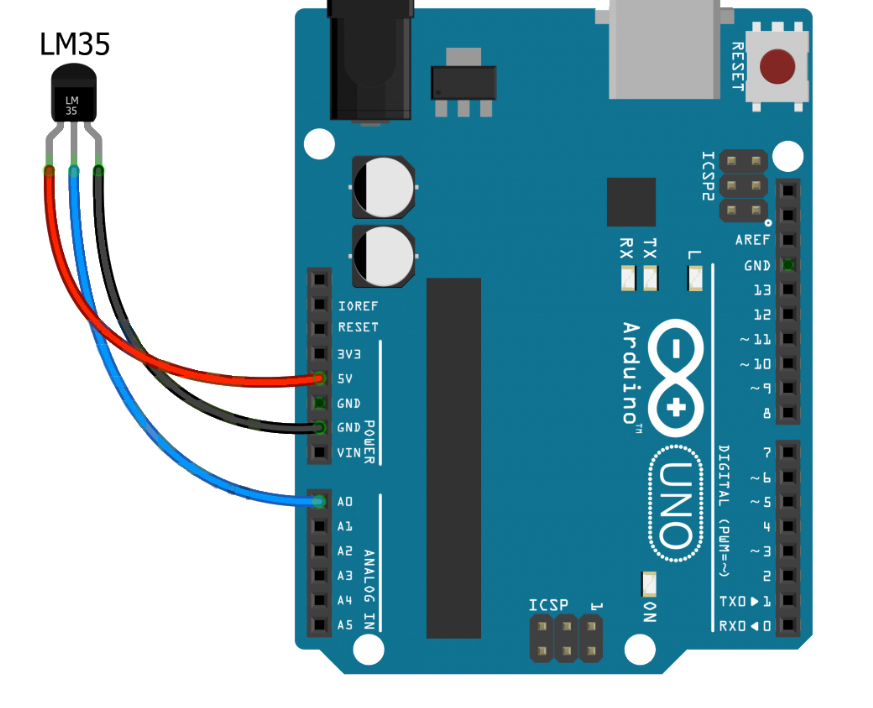 LM35
LM
35
RESET
ICSP2
AREF
GND
RX
TX
L
13
12
~11
~10
~9
8
IOREF
RESET
3V3
5V
GND
GND
VIN
POWER
Arduino™
UNO
7
~6
~5
4
~3
2
TX0▶1
RX0◀0
DIGITAL (PWM=~)
A0
A1
A2
A3
A4
A5
ANALOG IN
ICSP
1
ON